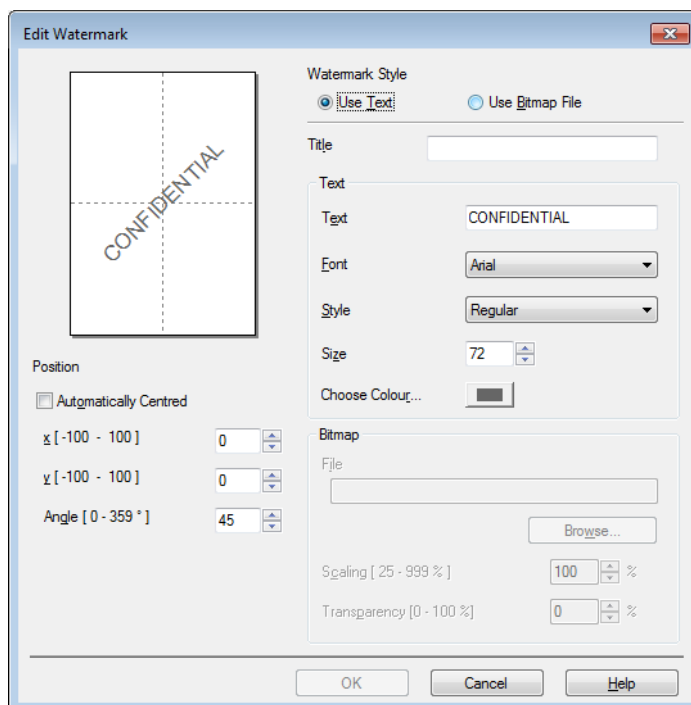 Edit Watermark
CONFIDENTIAL
Position
Automatically Centred
x [ -100 - 100 ] 0
y [ -100 - 100 ] 0
Angle [ 0 - 359 ° ] 45
Watermark Style
Use Text Use Bitmap File
Title
Text
Text CONFIDENTIAL
Font Arial
Style Regular
Size 72
Choose Colour...
Bitmap
File
Browse...
Scaling [ 25 - 999 % ] 100 %
Transparency [0 - 100 %] 0 %
OK Cancel Help